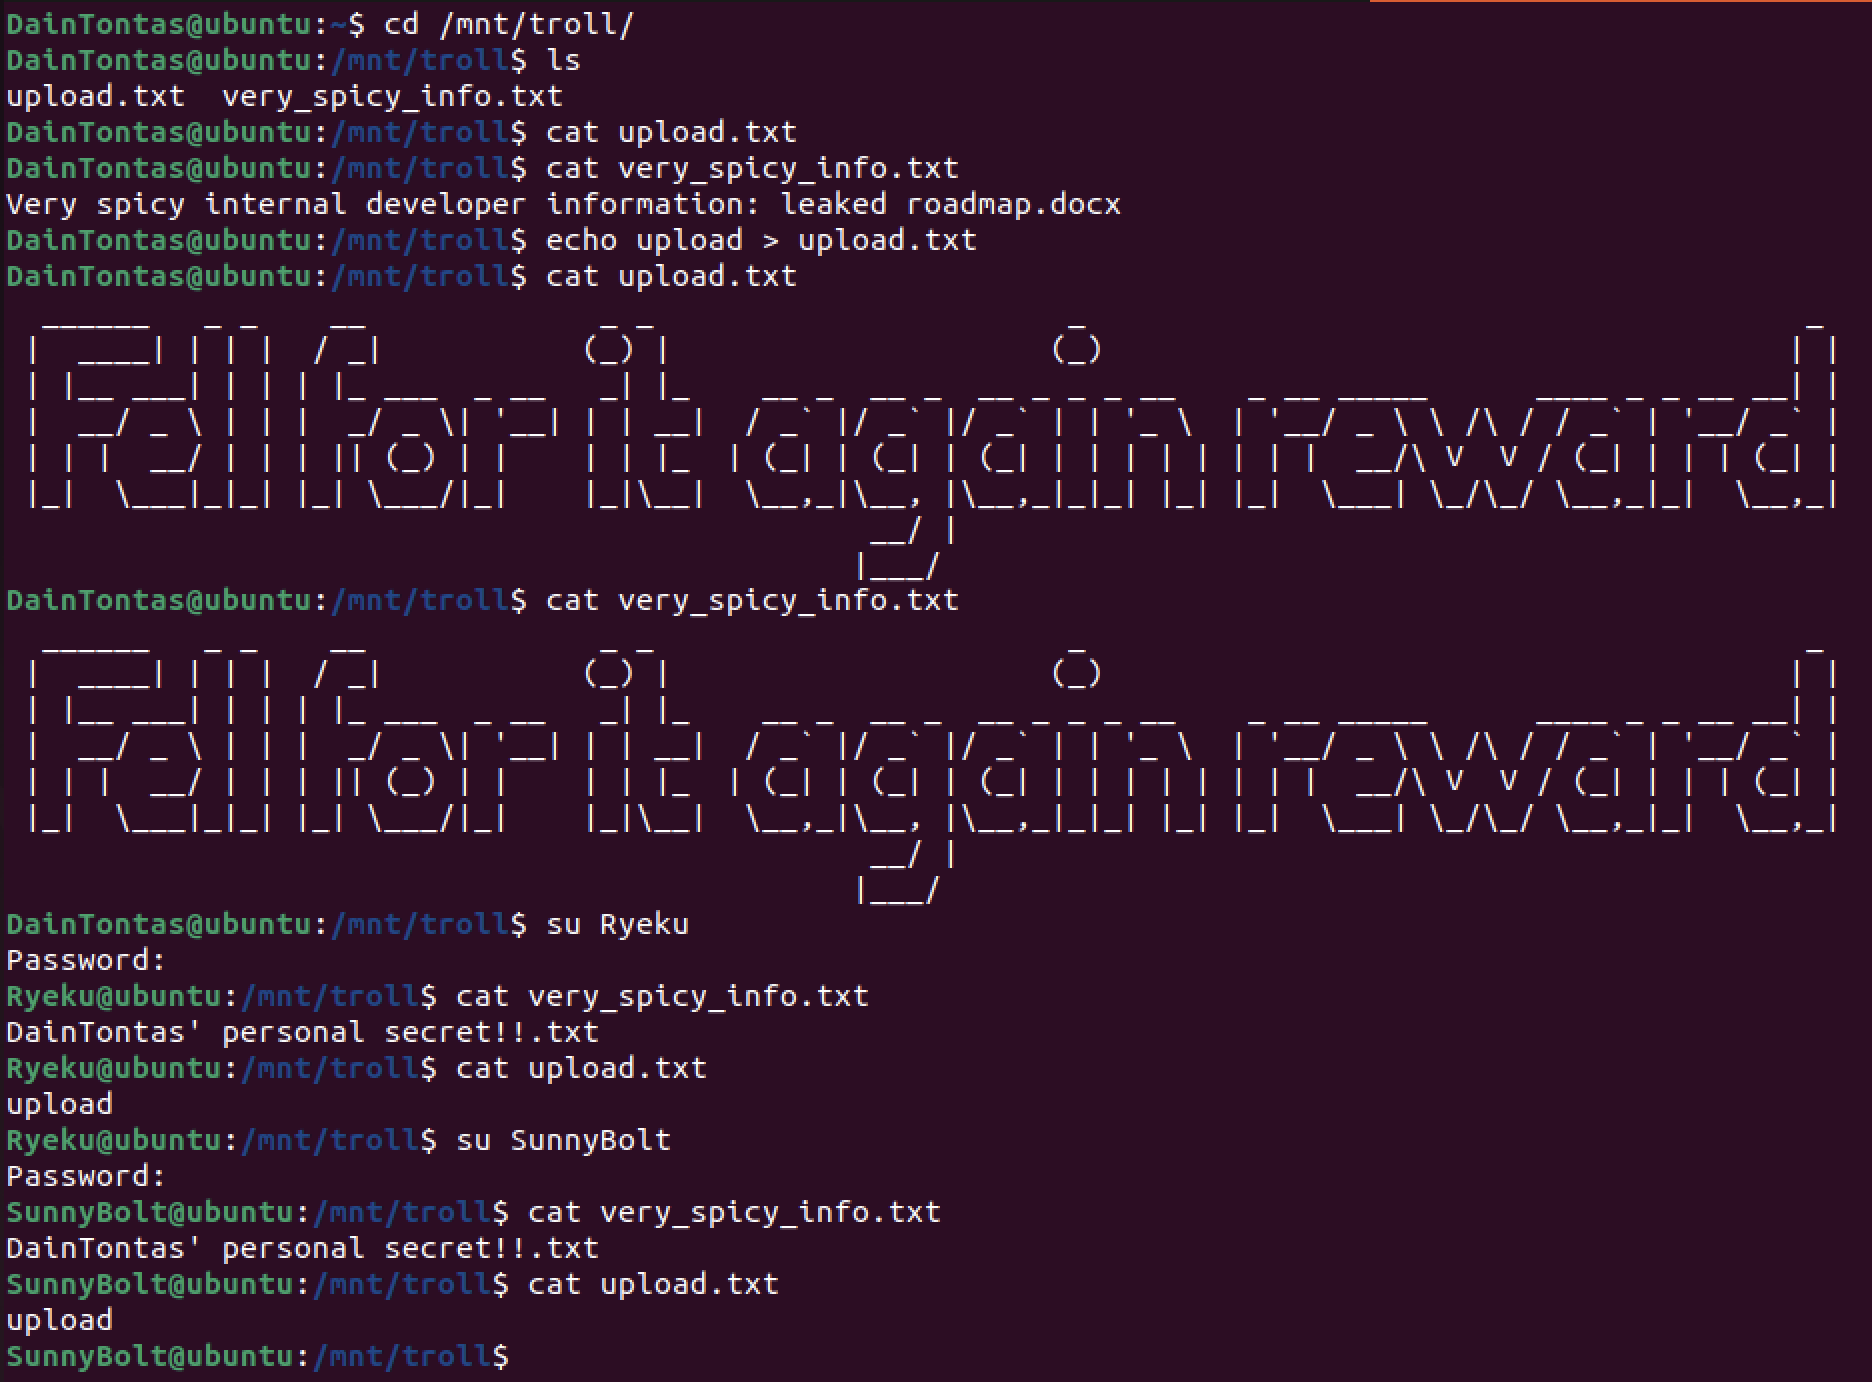 DainTontas@ubuntu:~$ cd /mnt/troll/
DainTontas@ubuntu:/mnt/troll$ ls
upload.txt  very_spicy_info.txt
DainTontas@ubuntu:/mnt/troll$ cat upload.txt
DainTontas@ubuntu:/mnt/troll$ cat very_spicy_info.txt
Very spicy internal developer information: leaked roadmap.docx
DainTontas@ubuntu:/mnt/troll$ echo upload > upload.txt
DainTontas@ubuntu:/mnt/troll$ cat upload.txt
Fell for it again reward
DainTontas@ubuntu:/mnt/troll$ cat very_spicy_info.txt
Fell for it again reward
DainTontas@ubuntu:/mnt/troll$ su Ryeku
Password:
Ryeku@ubuntu:/mnt/troll$ cat very_spicy_info.txt
DainTontas' personal secret!!.txt
Ryeku@ubuntu:/mnt/troll$ cat upload.txt
upload
Ryeku@ubuntu:/mnt/troll$ su SunnyBolt
Password:
SunnyBolt@ubuntu:/mnt/troll$ cat very_spicy_info.txt
DainTontas' personal secret!!.txt
SunnyBolt@ubuntu:/mnt/troll$ cat upload.txt
upload
SunnyBolt@ubuntu:/mnt/troll$